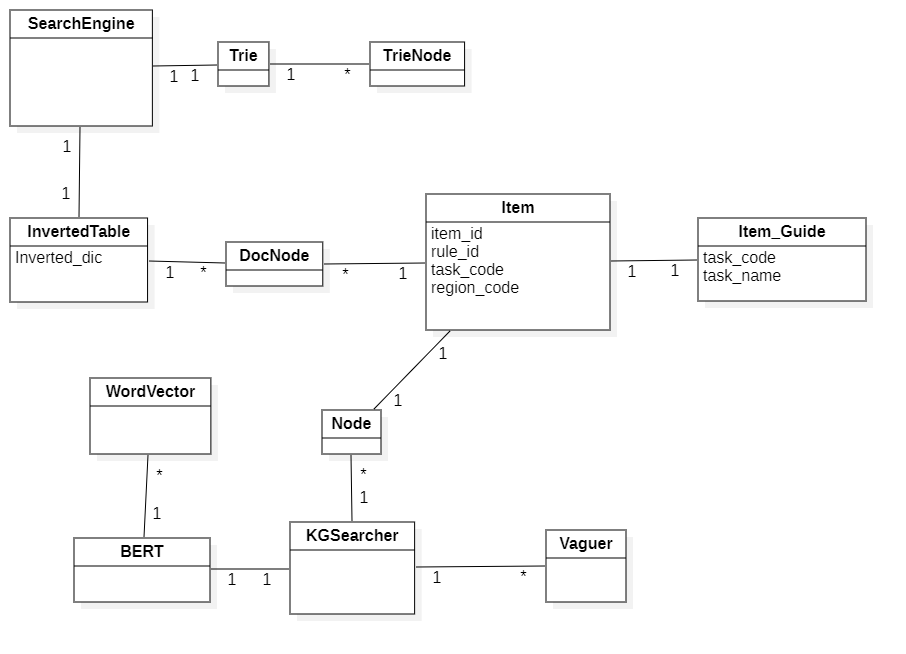 SearchEngine
Trie
TrieNode
1 1
1 *
1
1
InvertedTable
Inverted_dic
1 *
DocNode
* 1
Item
item_id
rule_id
task_code
region_code
1 1
Item_Guide
task_code
task_name
1
1
WordVector
Node
*
1
*
1
BERT
1 1
KGSearcher
1 *
Vaguer